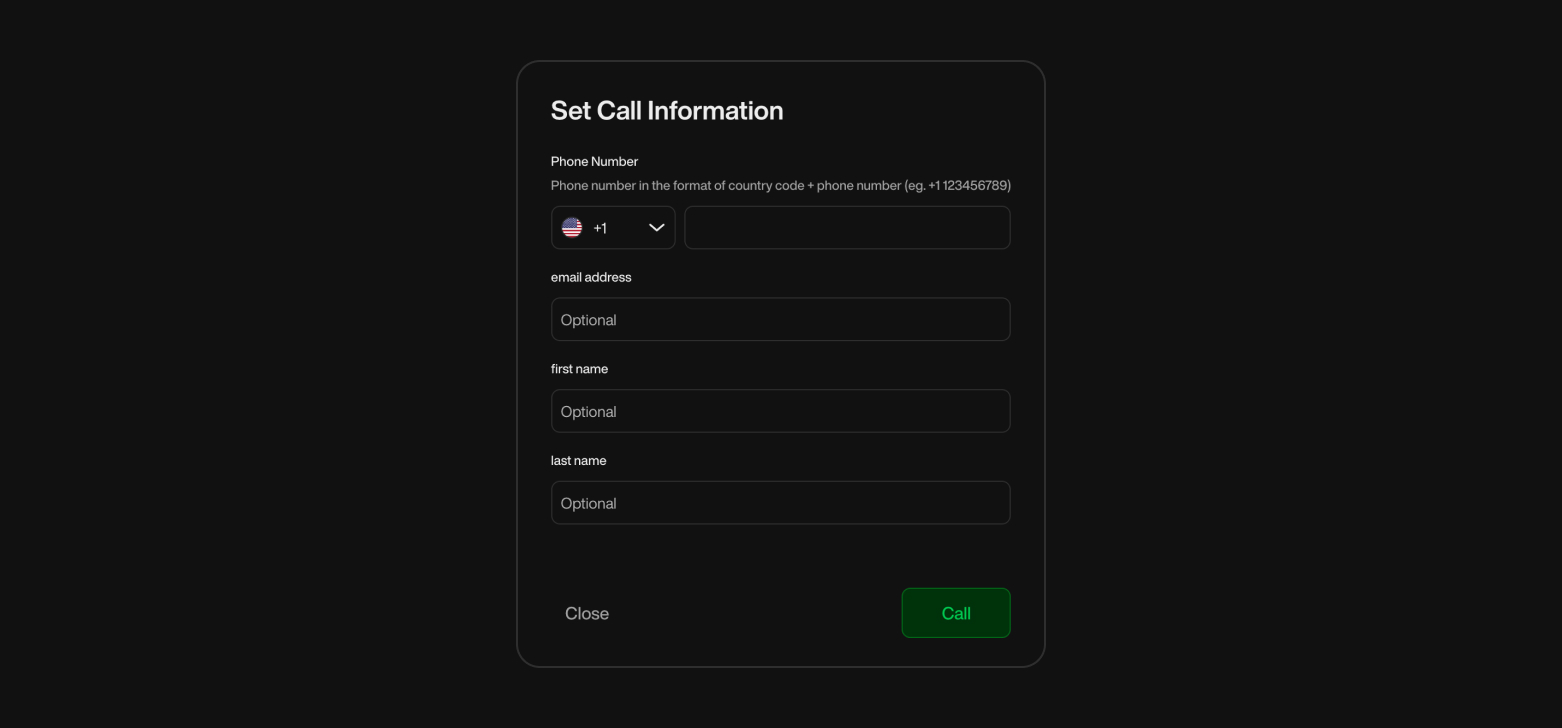 Set Call Information
Phone Number
Phone number in the format of country code + phone number (eg. +1 123456789)
+1
email address
Optional
first name
Optional
last name
Optional
Close
Call